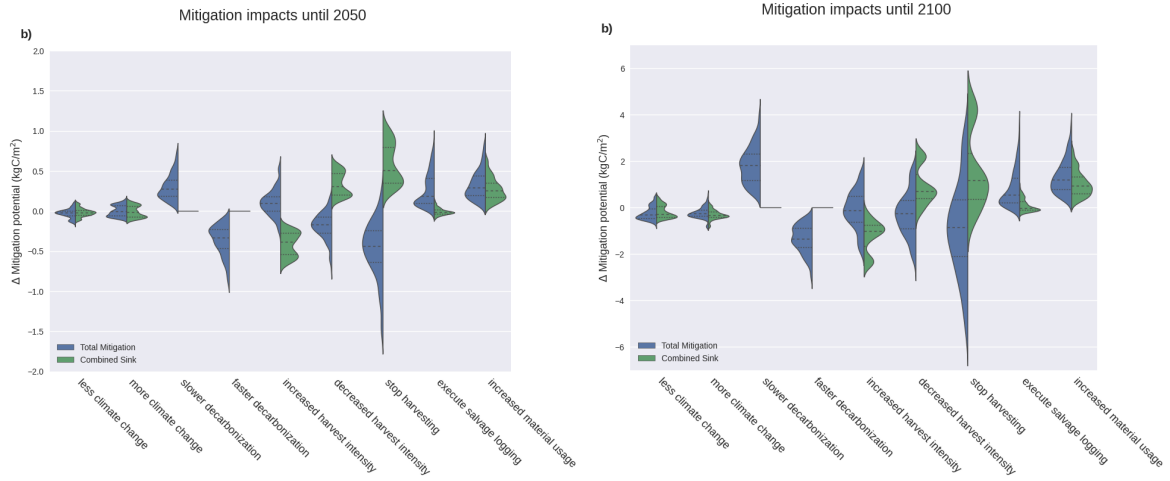 Mitigation impacts until 2050
b)
2.0
1.5
1.0
0.5
0.0
−0.5
−1.0
−1.5
−2.0
Δ Mitigation potential (kgC/m²)
Total Mitigation
Combined Sink
less climate change
more climate change
slower decarbonization
faster decarbonization
increased harvest intensity
decreased harvest intensity
stop harvesting
execute salvage logging
increased material usage
Mitigation impacts until 2100
b)
6
4
2
0
−2
−4
−6
Δ Mitigation potential (kgC/m²)
Total Mitigation
Combined Sink
less climate change
more climate change
slower decarbonization
faster decarbonization
increased harvest intensity
decreased harvest intensity
stop harvesting
execute salvage logging
increased material usage